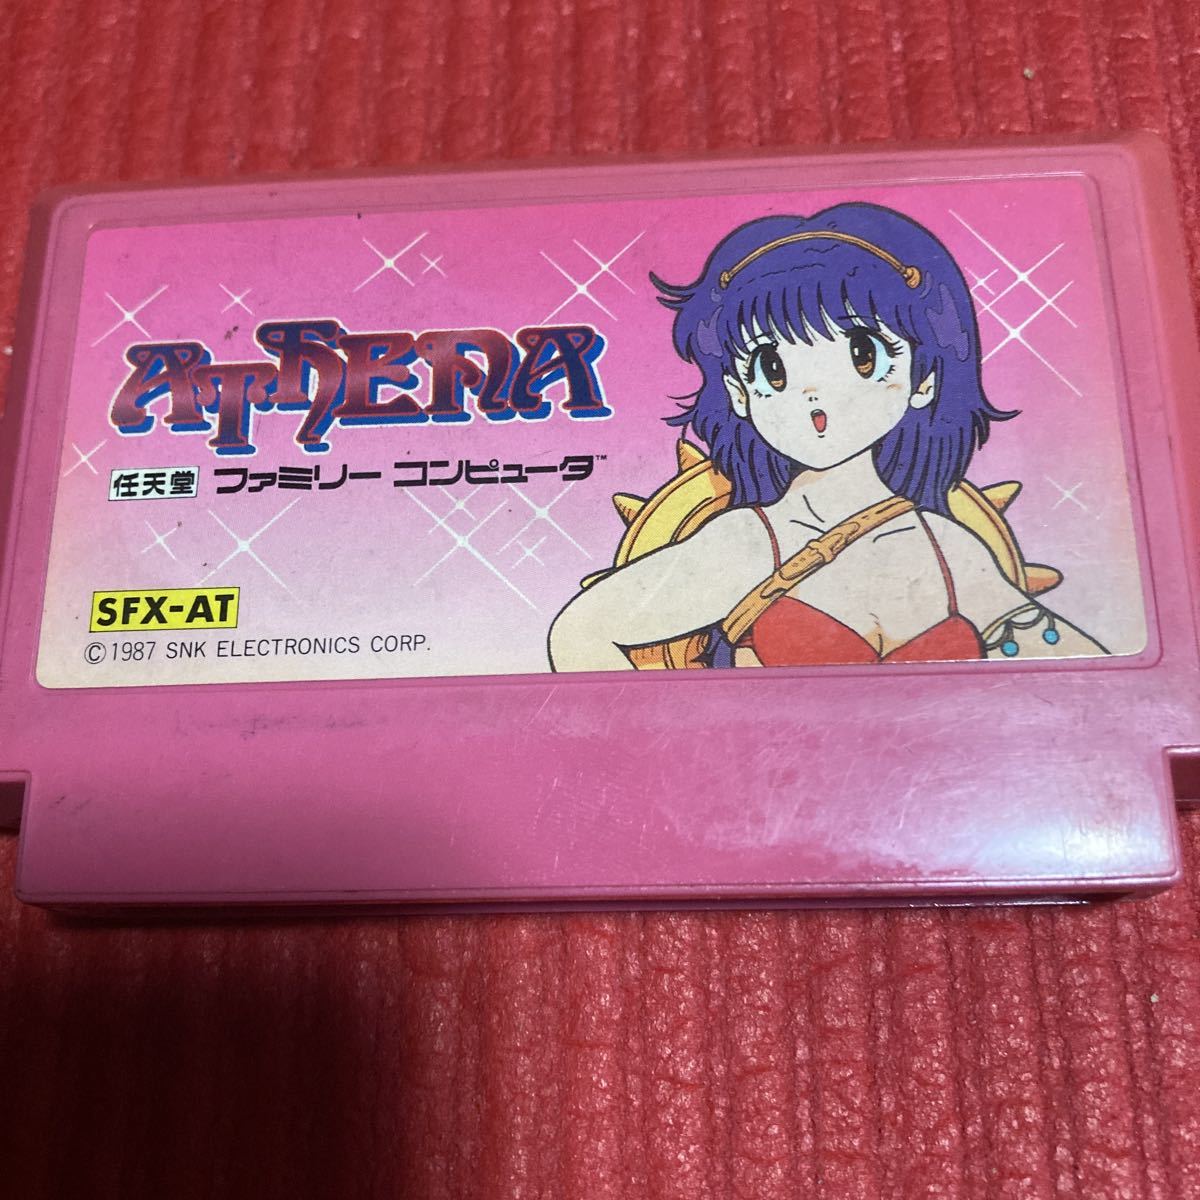 ATHENA
任天堂 ファミリー コンピュータ™
SFX-AT
©1987 SNK ELECTRONICS CORP.